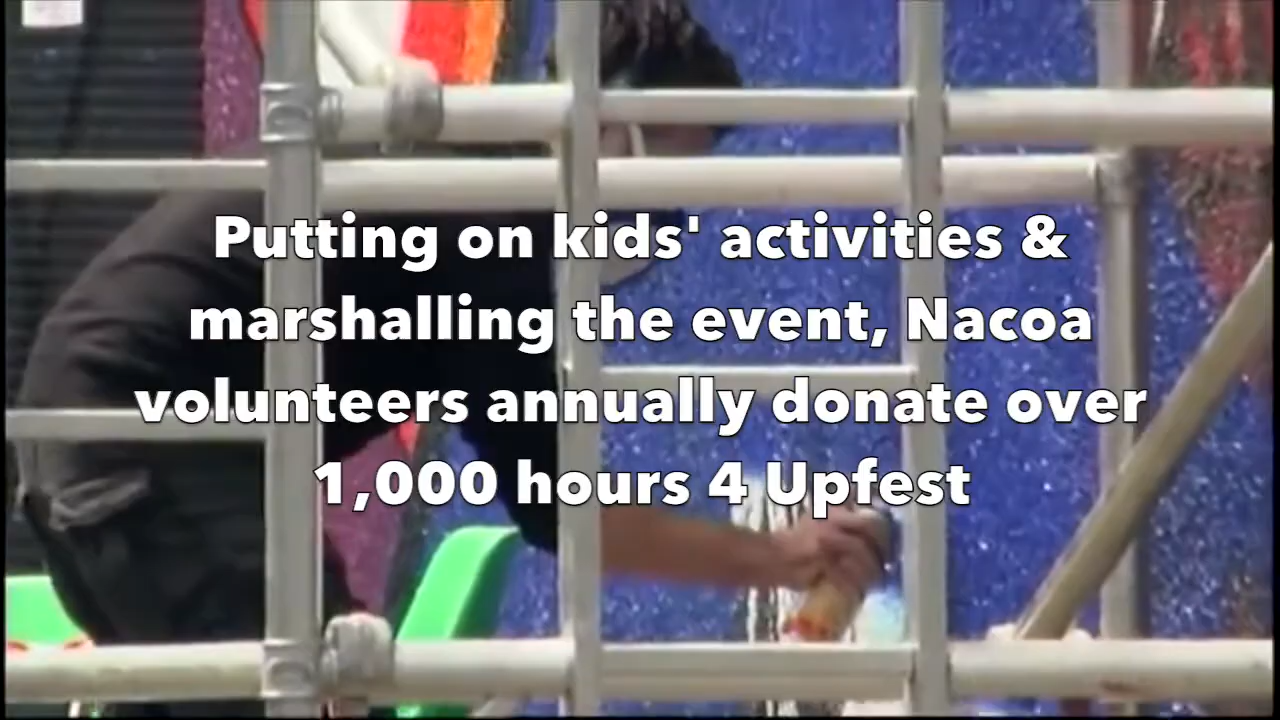 Putting on kids' activities &
marshalling the event, Nacoa
volunteers annually donate over
1,000 hours 4 Upfest